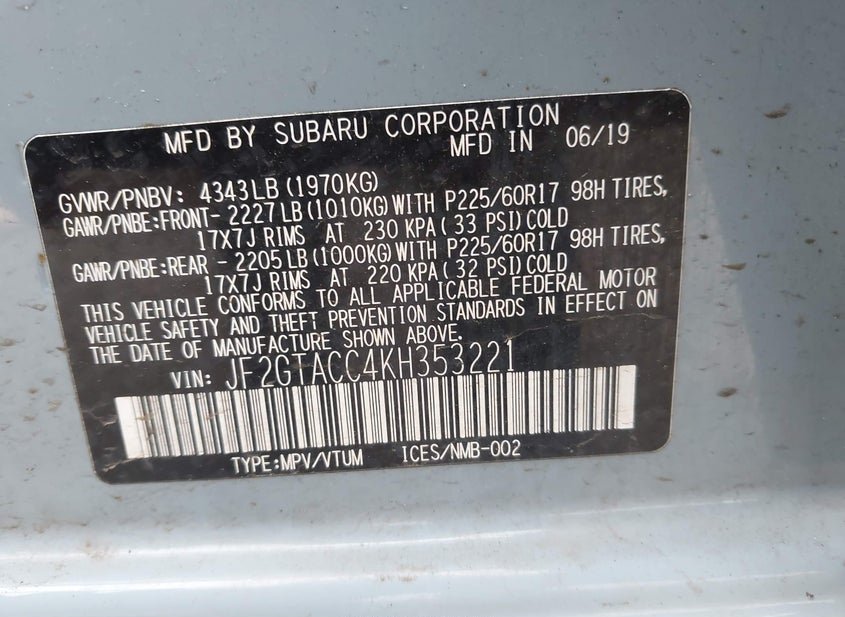 MFD BY SUBARU CORPORATION
MFD IN 06/19
GVWR/PNBV: 4343LB(1970KG)
GAWR/PNBE:FRONT- 2227LB(1010KG)WITH P225/60R17 98H TIRES,
17X7J RIMS AT 230 KPA(33 PSI)COLD
GAWR/PNBE:REAR - 2205LB(1000KG)WITH P225/60R17 98H TIRES,
17X7J RIMS AT 220 KPA(32 PSI)COLD
THIS VEHICLE CONFORMS TO ALL APPLICABLE FEDERAL MOTOR
VEHICLE SAFETY AND THEFT PREVENTION STANDARDS IN EFFECT ON
THE DATE OF MANUFACTURE SHOWN ABOVE.
VIN: JF2GTACC4KH353221
TYPE:MPV/VTUM ICES/NMB-002